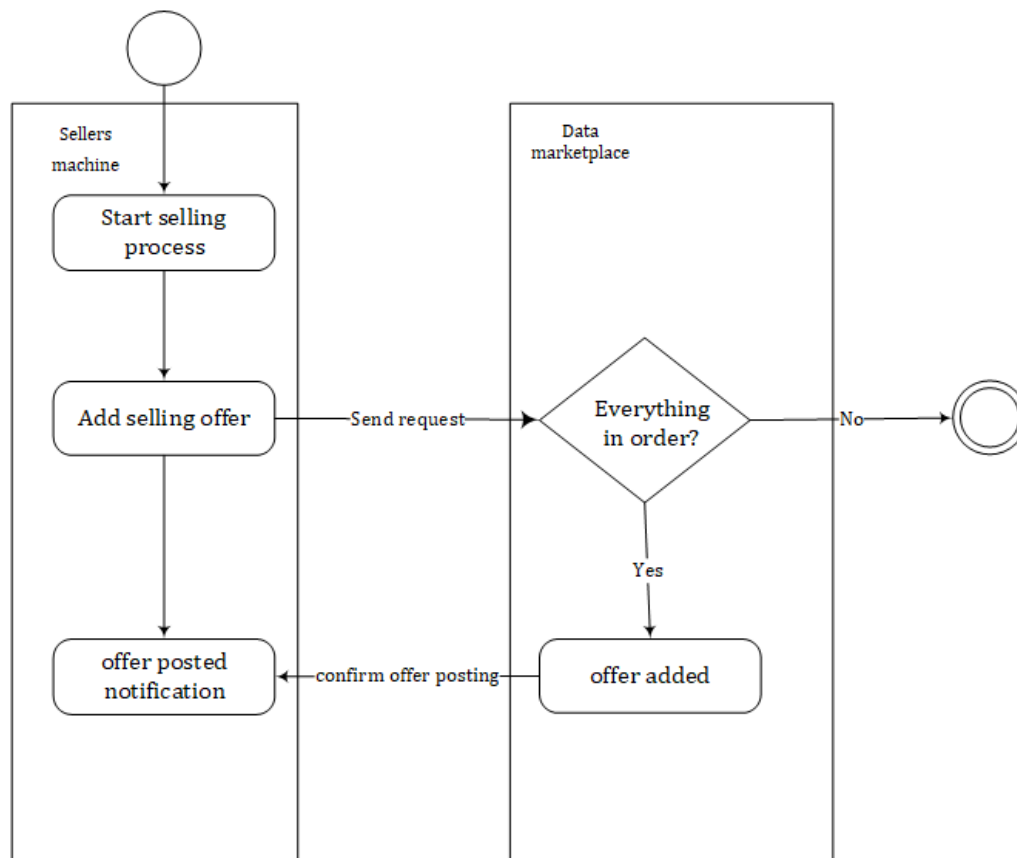 Sellers
machine
Data
marketplace
Start selling
process
Add selling offer
Send request
Everything
in order?
No
Yes
offer posted
notification
confirm offer posting
offer added